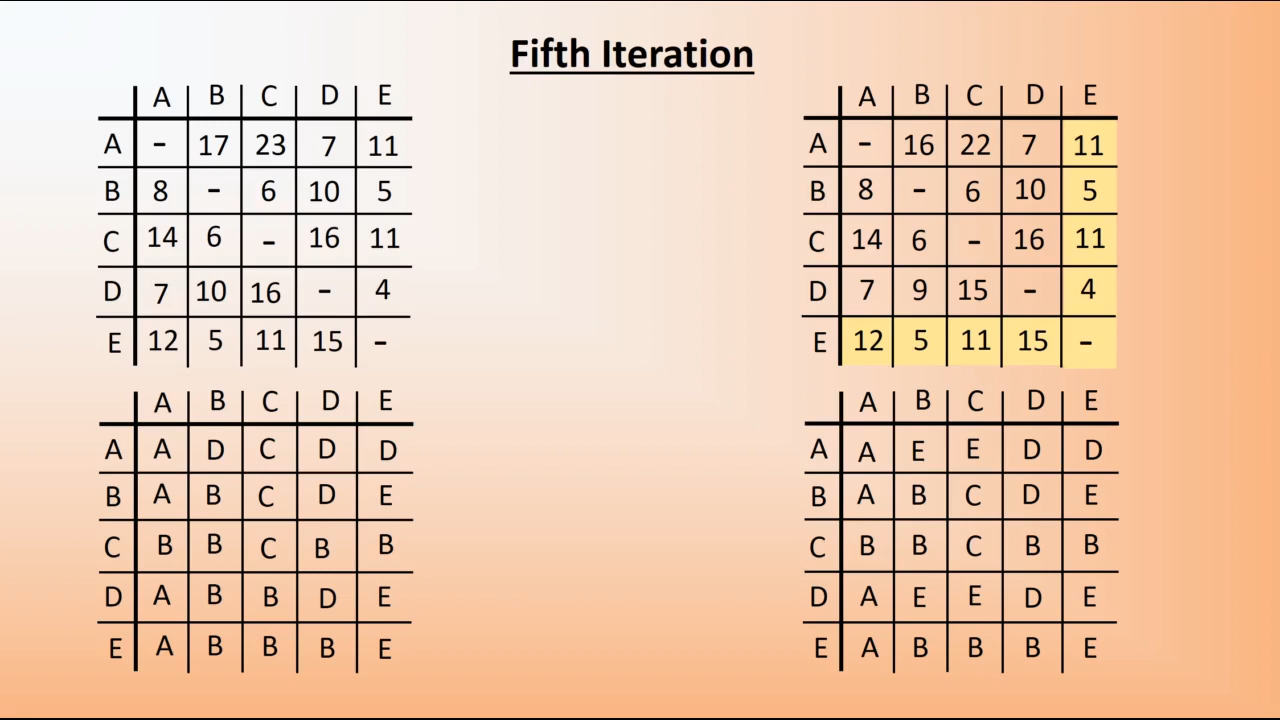 Fifth Iteration
A B C D E
A - 17 23 7 11
B 8 - 6 10 5
C 14 6 - 16 11
D 7 10 16 - 4
E 12 5 11 15 -
A B C D E
A - 16 22 7 11
B 8 - 6 10 5
C 14 6 - 16 11
D 7 9 15 - 4
E 12 5 11 15 -
A B C D E
A A D C D D
B A B C D E
C B B C B B
D A B B D E
E A B B B E
A B C D E
A A E E D D
B A B C D E
C B B C B B
D A E E D E
E A B B B E